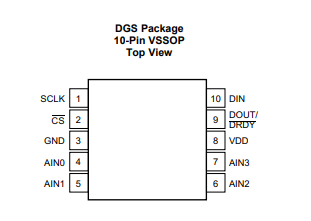 DGS Package
10-Pin VSSOP
Top View
SCLK 1
CS 2
GND 3
AIN0 4
AIN1 5
10 DIN
9 DOUT/
DRDY
8 VDD
7 AIN3
6 AIN2